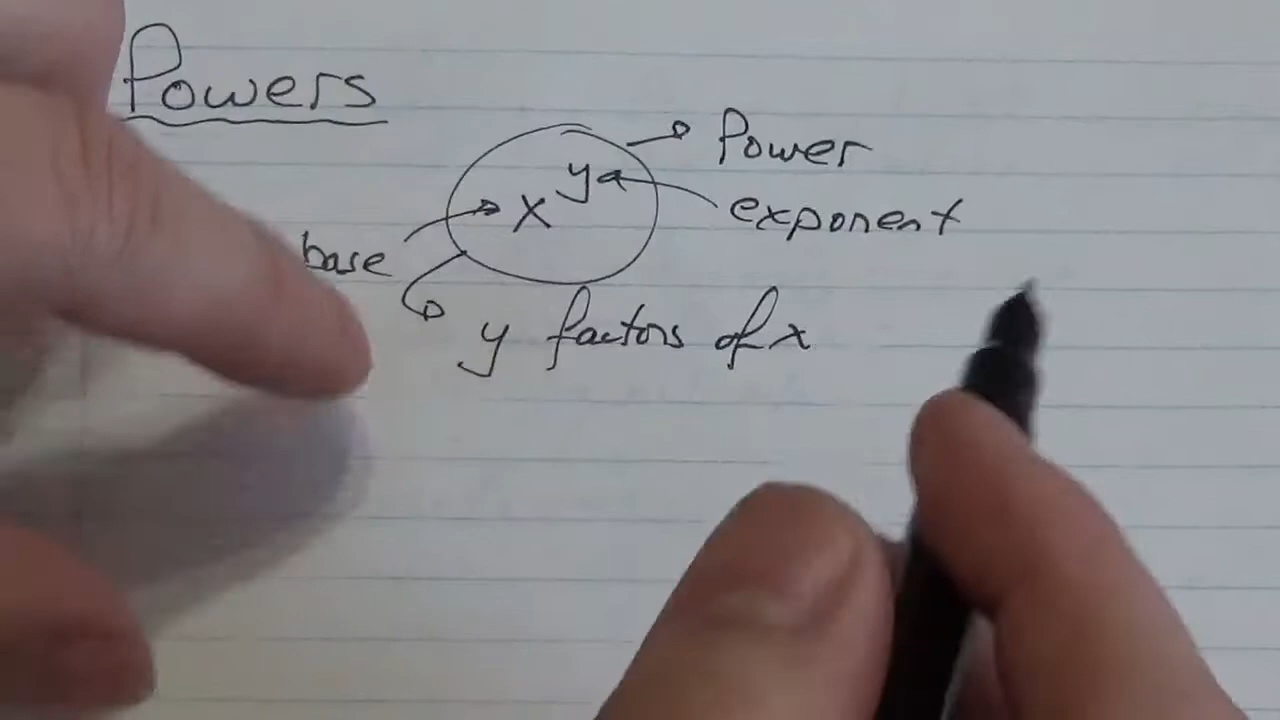 Powers
Power
x^y
exponent
base
y factors of x